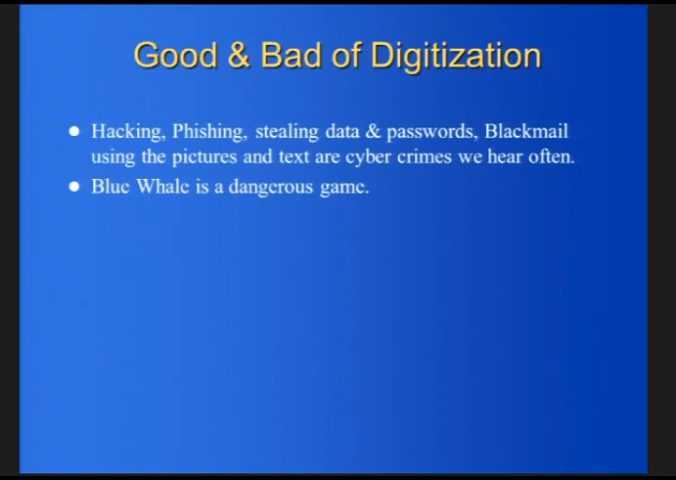 Good & Bad of Digitization
• Hacking, Phishing, stealing data & passwords, Blackmail
using the pictures and text are cyber crimes we hear often.
• Blue Whale is a dangerous game.